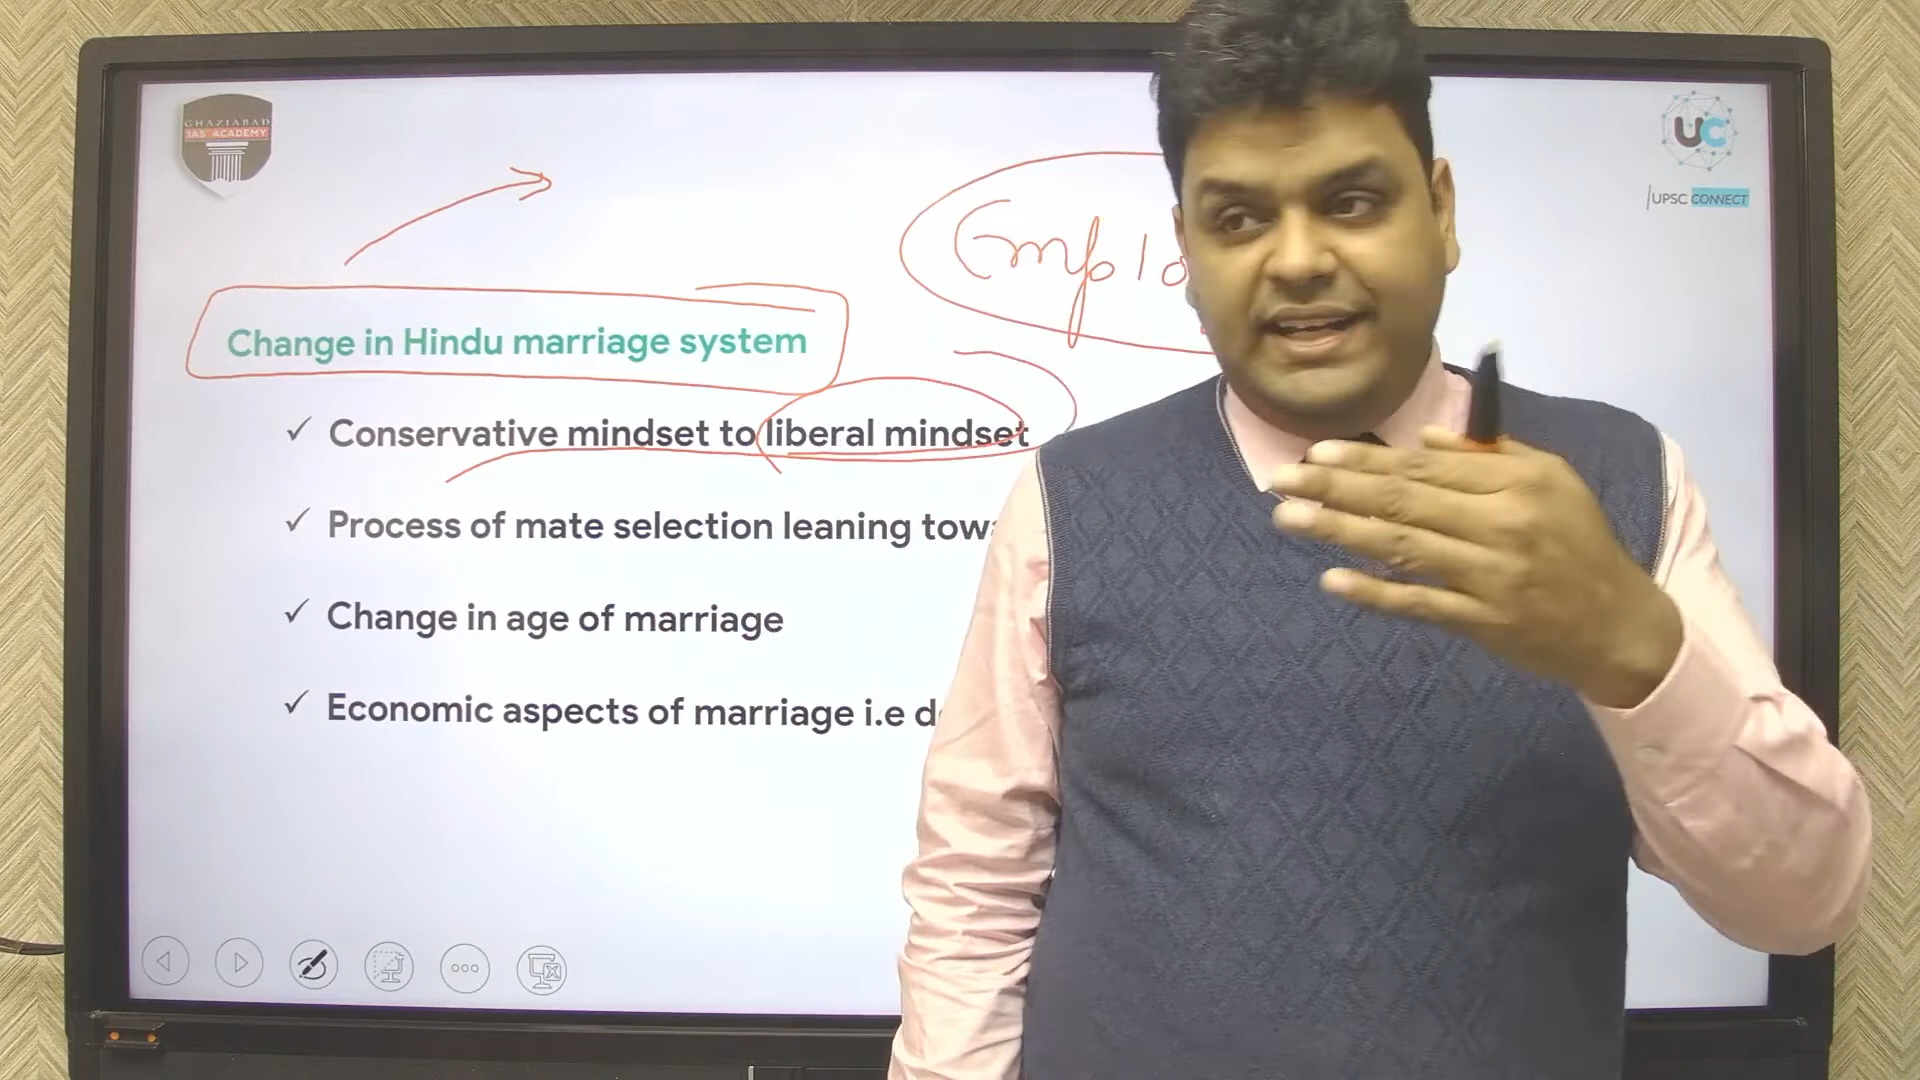 GHAZIABAD
IAS ACADEMY
UC
UPSC CONNECT
Change in Hindu marriage system
✓ Conservative mindset to liberal mindset
✓ Process of mate selection leaning
✓ Change in age of marriage
✓ Economic aspects of marriage i.e